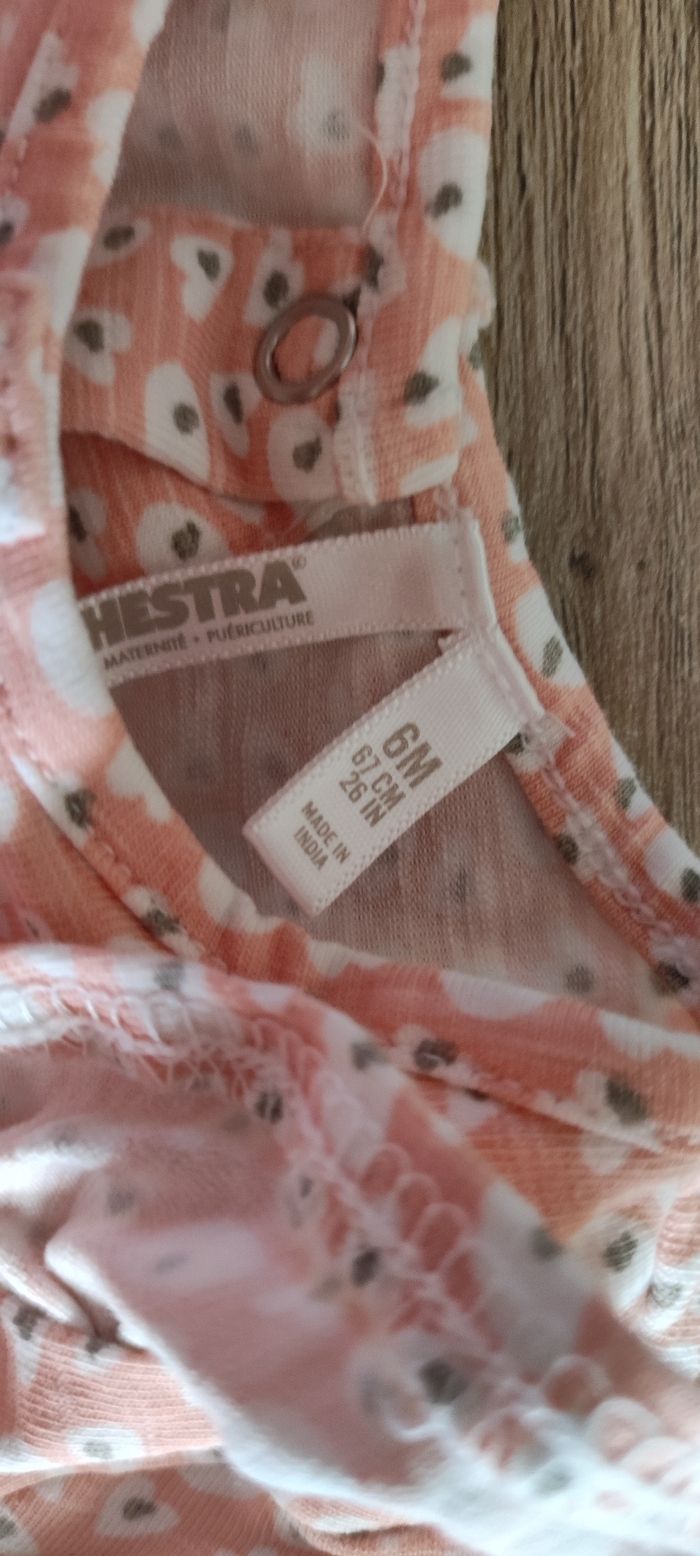 HESTRA®
MATERNITÉ • PUÉRICULTURE
6M
67 CM
26 IN
MADE IN
INDIA